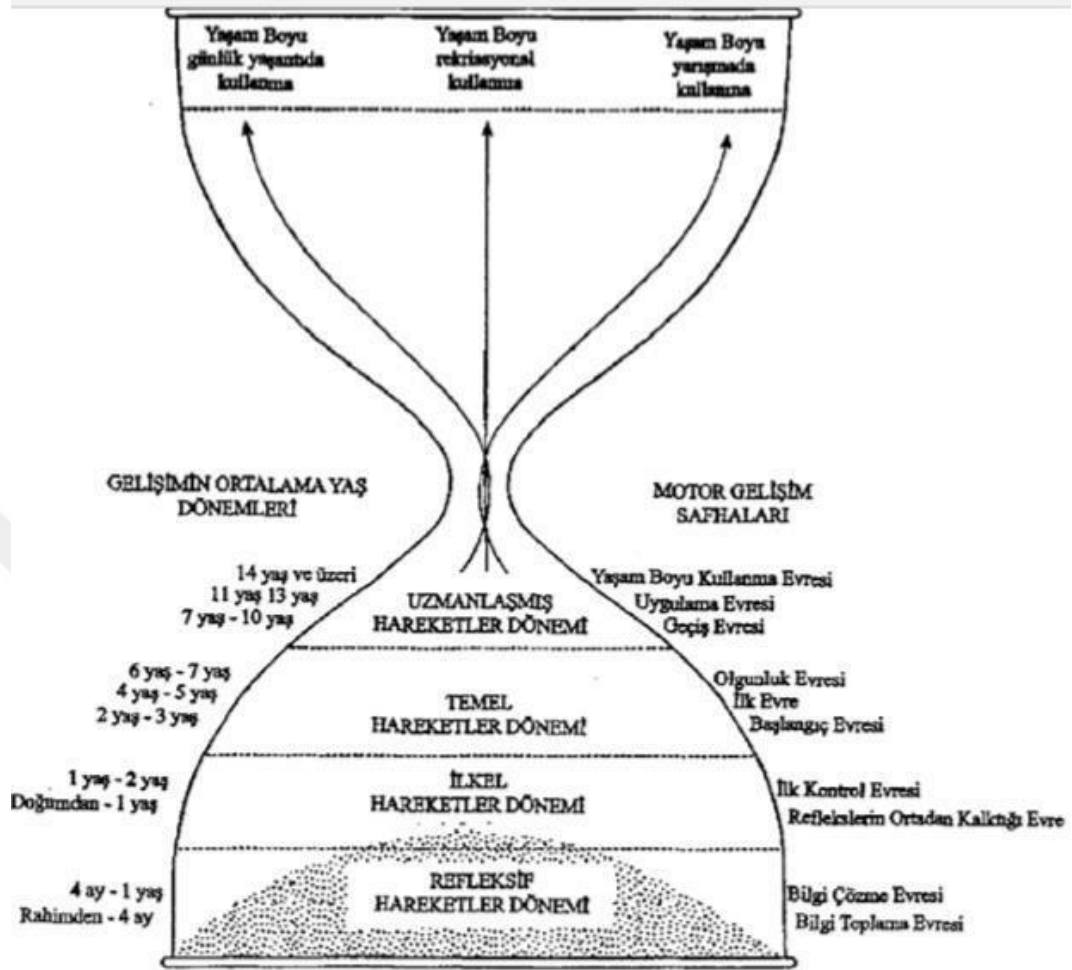 Yaşam Boyu
günlük yaşantıda
kullanma
Yaşam Boyu
rekriasyonal
kullanma
Yaşam Boyu
yarışmada
kullanma
GELİŞİMİN ORTALAMA YAŞ
DÖNEMLERİ
MOTOR GELİŞİM
SAFHALARI
14 yaş ve üzeri
11 yaş 13 yaş
7 yaş - 10 yaş
UZMANLAŞMIŞ
HAREKETLER DÖNEMİ
Yaşam Boyu Kullanma Evresi
Uygulama Evresi
Geçiş Evresi
6 yaş - 7 yaş
4 yaş - 5 yaş
2 yaş - 3 yaş
TEMEL
HAREKETLER DÖNEMİ
Olgunluk Evresi
İlk Evre
Başlangıç Evresi
1 yaş - 2 yaş
Doğumdan - 1 yaş
İLKEL
HAREKETLER DÖNEMİ
İlk Kontrol Evresi
Reflekslerin Ortadan Kalktığı Evre
4 ay - 1 yaş
Rahimden - 4 ay
REFLEKSİF
HAREKETLER DÖNEMİ
Bilgi Çözme Evresi
Bilgi Toplama Evresi